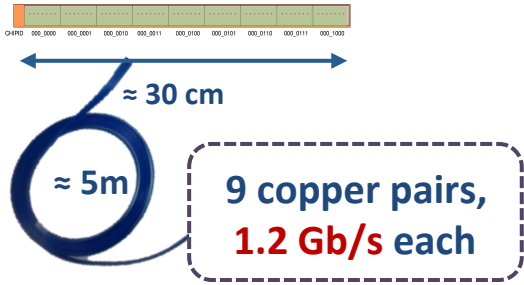 CHIPID 000_0000 000_0001 000_0010 000_0011 000_0100 000_0101 000_0110 000_0111 000_1000
≈ 30 cm
≈ 5m
9 copper pairs,
1.2 Gb/s each